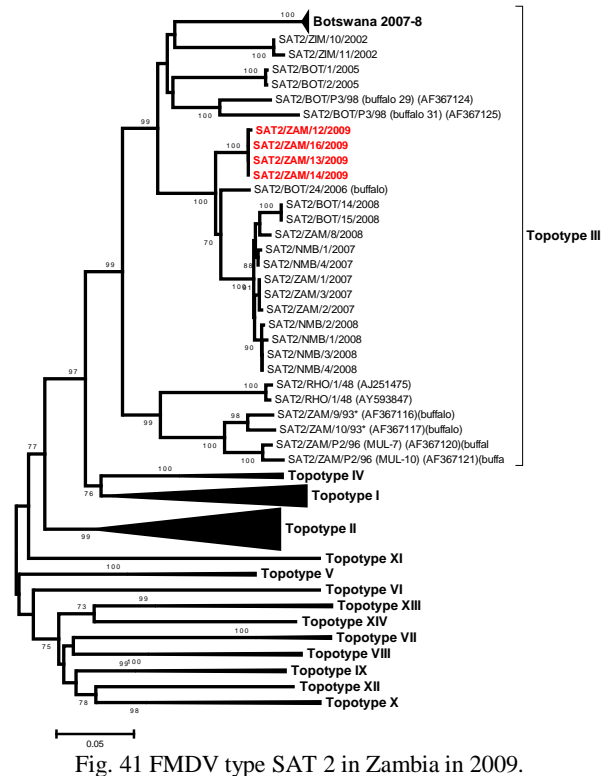 100
Botswana 2007-8
SAT2/ZIM/10/2002
100
SAT2/ZIM/11/2002
SAT2/BOT/1/2005
100
SAT2/BOT/2/2005
SAT2/BOT/P3/98 (buffalo 29) (AF367124)
99
100
SAT2/BOT/P3/98 (buffalo 31) (AF367125)
SAT2/ZAM/12/2009
100
SAT2/ZAM/16/2009
SAT2/ZAM/13/2009
SAT2/ZAM/14/2009
100
SAT2/BOT/24/2006 (buffalo)
100
SAT2/BOT/14/2008
SAT2/BOT/15/2008
70
SAT2/ZAM/8/2008
Topotype III
SAT2/NMB/1/2007
88
SAT2/NMB/4/2007
99
100
91
SAT2/ZAM/1/2007
SAT2/ZAM/3/2007
SAT2/ZAM/2/2007
SAT2/NMB/2/2008
SAT2/NMB/1/2008
90
SAT2/NMB/3/2008
SAT2/NMB/4/2008
97
100
SAT2/RHO/1/48 (AJ251475)
SAT2/RHO/1/48 (AY593847)
99
98
SAT2/ZAM/9/93* (AF367116)(buffalo)
SAT2/ZAM/10/93* (AF367117)(buffalo)
100
SAT2/ZAM/P2/96 (MUL-7) (AF367120)(buffal
100
SAT2/ZAM/P2/96 (MUL-10) (AF367121)(buffa
77
100
Topotype IV
76
Topotype I
99
Topotype II
Topotype XI
100
Topotype V
Topotype VI
99
Topotype XIII
73
Topotype XIV
75
100
Topotype VII
Topotype VIII
99
100
Topotype IX
Topotype XII
78
98
Topotype X
0.05
Fig. 41 FMDV type SAT 2 in Zambia in 2009.